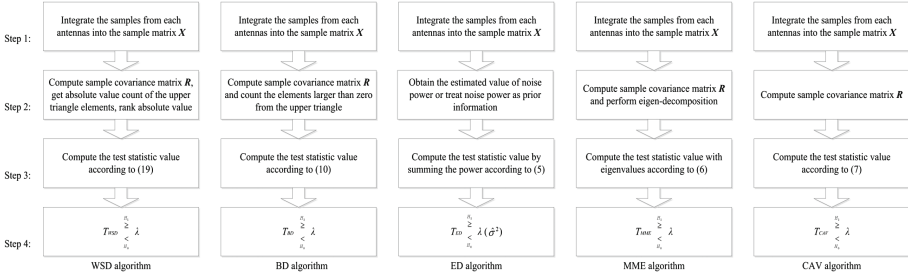 Step 1:
Integrate the samples from each
antennas into the sample matrix X
Integrate the samples from each
antennas into the sample matrix X
Integrate the samples from each
antennas into the sample matrix X
Integrate the samples from each
antennas into the sample matrix X
Integrate the samples from each
antennas into the sample matrix X
Step 2:
Compute sample covariance matrix R,
get absolute value count of the upper
triangle elements, rank absolute value
Compute sample covariance matrix R
and count the elements larger than zero
from the upper triangle
Obtain the estimated value of noise
power or treat noise power as prior
information
Compute sample covariance matrix R
and perform eigen-decomposition
Compute sample covariance matrix R
Step 3:
Compute the test statistic value
according to (19)
Compute the test statistic value
according to (10)
Compute the test statistic value by
summing the power according to (5)
Compute the test statistic value with
eigenvalues according to (6)
Compute the test statistic value
according to (7)
Step 4:
H₁
T_WSD ≥ < λ
H₀
H₁
T_BD ≥ < λ
H₀
H₁
T_ED ≥ < λ (σ̂²)
H₀
H₁
T_MME ≥ < λ
H₀
H₁
T_CAV ≥ < λ
H₀
WSD algorithm
BD algorithm
ED algorithm
MME algorithm
CAV algorithm